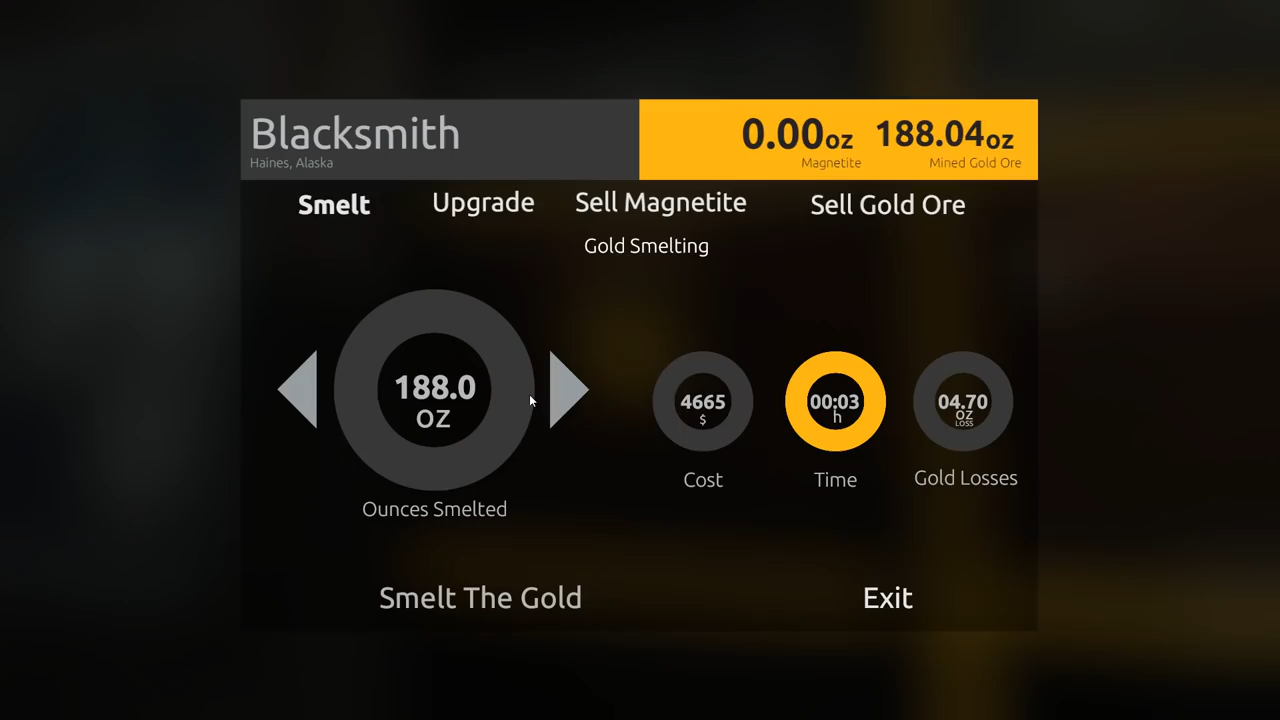 Blacksmith
Haines, Alaska
0.00oz
Magnetite
188.04oz
Mined Gold Ore
Smelt
Upgrade
Sell Magnetite
Sell Gold Ore
Gold Smelting
188.0
OZ
Ounces Smelted
4665
$
Cost
00:03
h
Time
04.70
OZ
LOSS
Gold Losses
Smelt The Gold
Exit